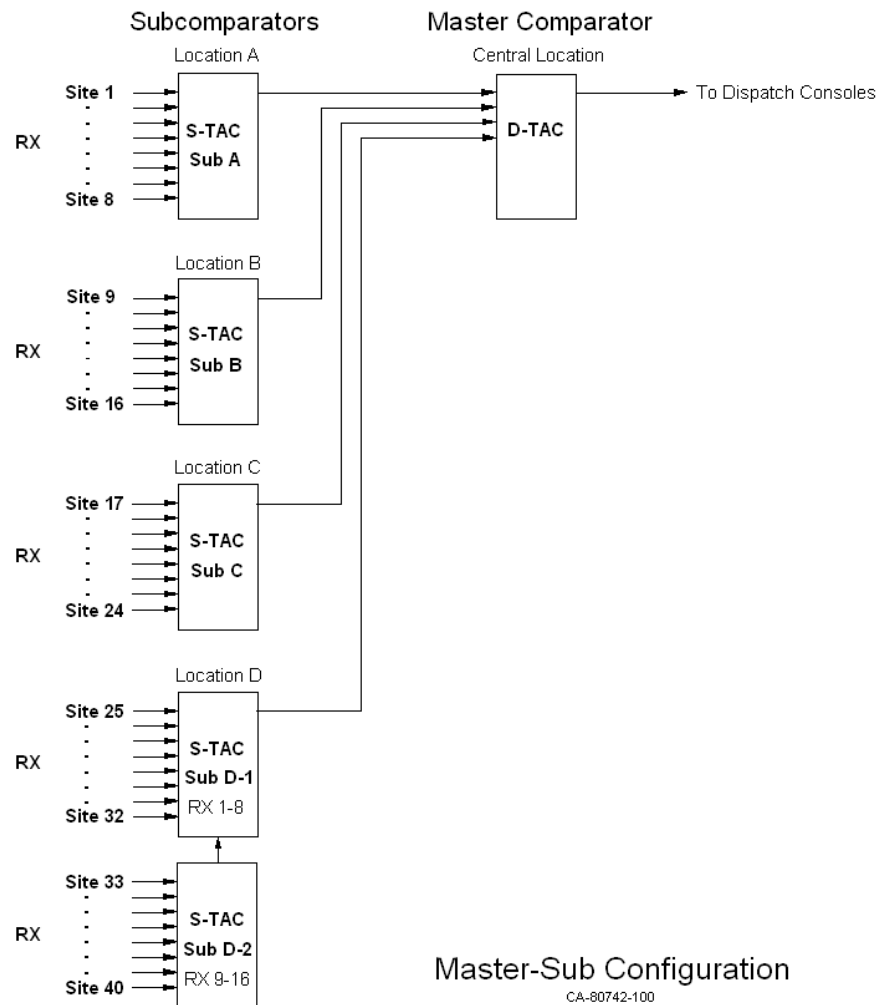 Subcomparators
Master Comparator
Location A
Central Location
Site 1
RX
Site 8
S-TAC
Sub A
D-TAC
To Dispatch Consoles
Location B
Site 9
RX
Site 16
S-TAC
Sub B
Location C
Site 17
RX
Site 24
S-TAC
Sub C
Location D
Site 25
RX
Site 32
S-TAC
Sub D-1
RX 1-8
Site 33
RX
Site 40
S-TAC
Sub D-2
RX 9-16
Master-Sub Configuration
CA-80742-100